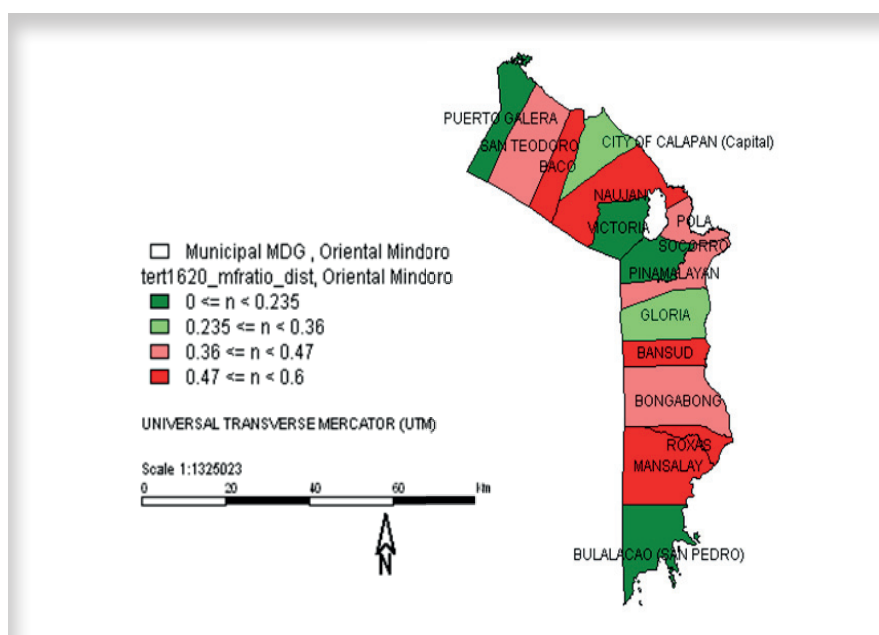 PUERTO GALERA
SAN TEODORO
BACO
CITY OF CALAPAN (Capital)
NAUJAN
VICTORIA
POLA
SOCORRO
PINAMALAYAN
GLORIA
BANSUD
BONGABONG
ROXAS
MANSALAY
BULALACAO (SAN PEDRO)
Municipal MDG , Oriental Mindoro
tert1620_mfratio_dist, Oriental Mindoro
0 <= n < 0.235
0.235 <= n < 0.36
0.36 <= n < 0.47
0.47 <= n < 0.6
UNIVERSAL TRANSVERSE MERCATOR (UTM)
Scale 1:1325023
0 20 40 60 Km
N